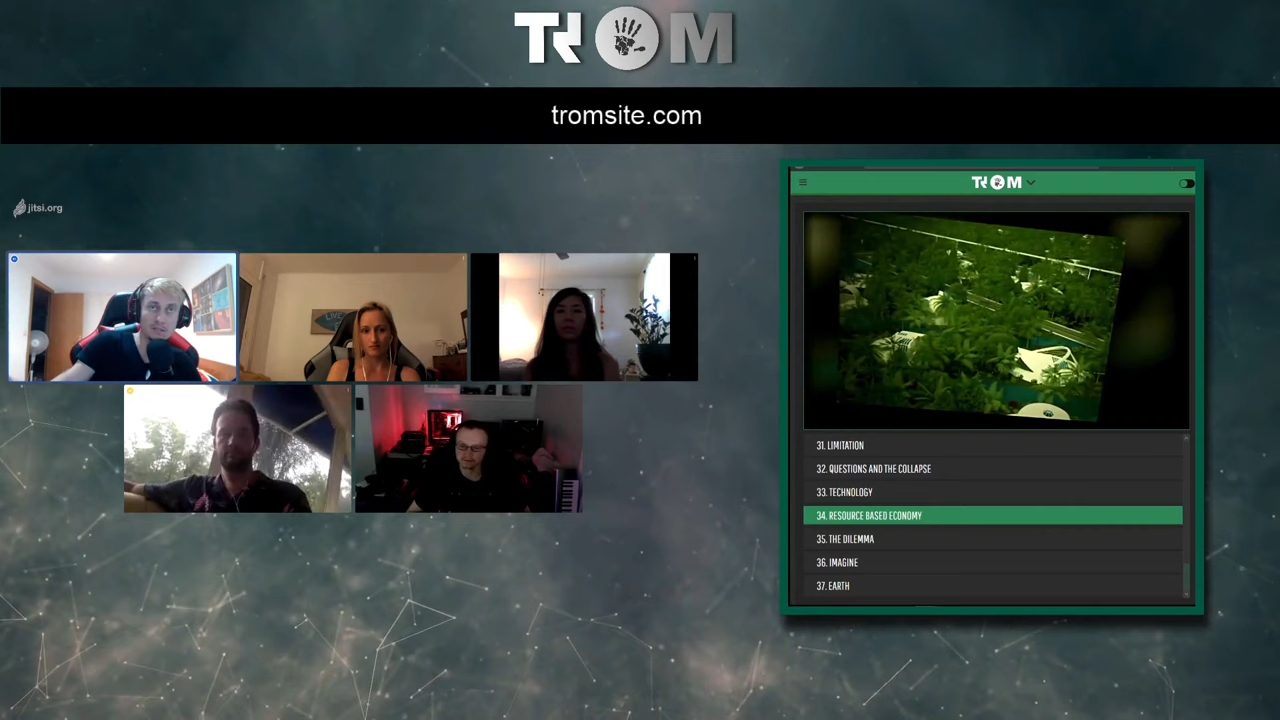 TROM
tromsite.com
jitsi.org
TROM
LIVE
31. LIMITATION
32. QUESTIONS AND THE COLLAPSE
33. TECHNOLOGY
34. RESOURCE BASED ECONOMY
35. THE DILEMMA
36. IMAGINE
37. EARTH